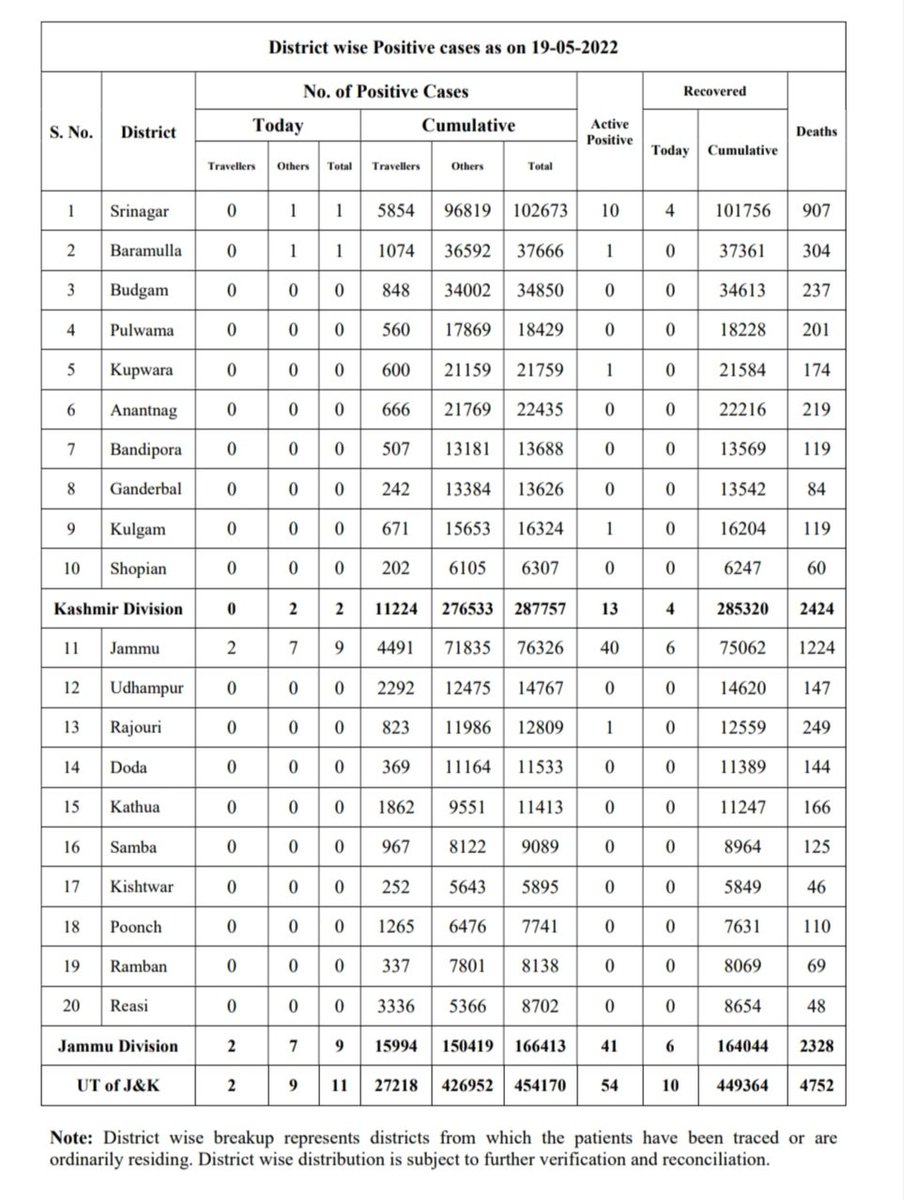 District wise Positive cases as on 19-05-2022
S. No. District No. of Positive Cases Active Positive Recovered Deaths
Today Cumulative Today Cumulative
Travellers Others Total Travellers Others Total
1 Srinagar 0 1 1 5854 96819 102673 10 4 101756 907
2 Baramulla 0 1 1 1074 36592 37666 1 0 37361 304
3 Budgam 0 0 0 848 34002 34850 0 0 34613 237
4 Pulwama 0 0 0 560 17869 18429 0 0 18228 201
5 Kupwara 0 0 0 600 21159 21759 1 0 21584 174
6 Anantnag 0 0 0 666 21769 22435 0 0 22216 219
7 Bandipora 0 0 0 507 13181 13688 0 0 13569 119
8 Ganderbal 0 0 0 242 13384 13626 0 0 13542 84
9 Kulgam 0 0 0 671 15653 16324 1 0 16204 119
10 Shopian 0 0 0 202 6105 6307 0 0 6247 60
Kashmir Division 0 2 2 11224 276533 287757 13 4 285320 2424
11 Jammu 2 7 9 4491 71835 76326 40 6 75062 1224
12 Udhampur 0 0 0 2292 12475 14767 0 0 14620 147
13 Rajouri 0 0 0 823 11986 12809 1 0 12559 249
14 Doda 0 0 0 369 11164 11533 0 0 11389 144
15 Kathua 0 0 0 1862 9551 11413 0 0 11247 166
16 Samba 0 0 0 967 8122 9089 0 0 8964 125
17 Kishtwar 0 0 0 252 5643 5895 0 0 5849 46
18 Poonch 0 0 0 1265 6476 7741 0 0 7631 110
19 Ramban 0 0 0 337 7801 8138 0 0 8069 69
20 Reasi 0 0 0 3336 5366 8702 0 0 8654 48
Jammu Division 2 7 9 15994 150419 166413 41 6 164044 2328
UT of J&K 2 9 11 27218 426952 454170 54 10 449364 4752
Note: District wise breakup represents districts from which the patients have been traced or are
ordinarily residing. District wise distribution is subject to further verification and reconciliation.